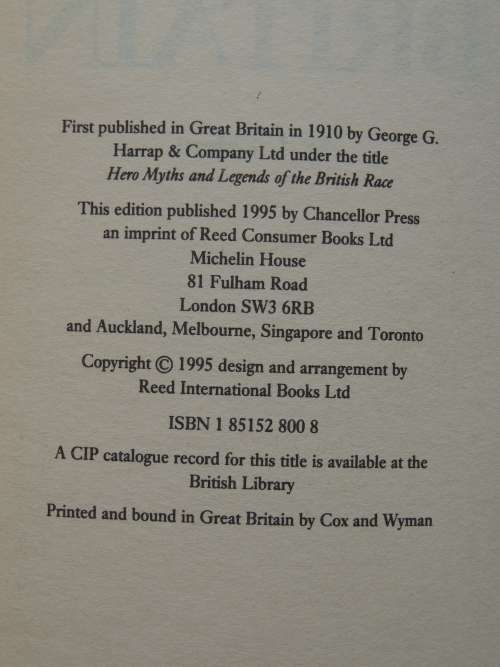 First published in Great Britain in 1910 by George G.
Harrap & Company Ltd under the title
Hero Myths and Legends of the British Race
This edition published 1995 by Chancellor Press
an imprint of Reed Consumer Books Ltd
Michelin House
81 Fulham Road
London SW3 6RB
and Auckland, Melbourne, Singapore and Toronto
Copyright © 1995 design and arrangement by
Reed International Books Ltd
ISBN 1 85152 800 8
A CIP catalogue record for this title is available at the
British Library
Printed and bound in Great Britain by Cox and Wyman